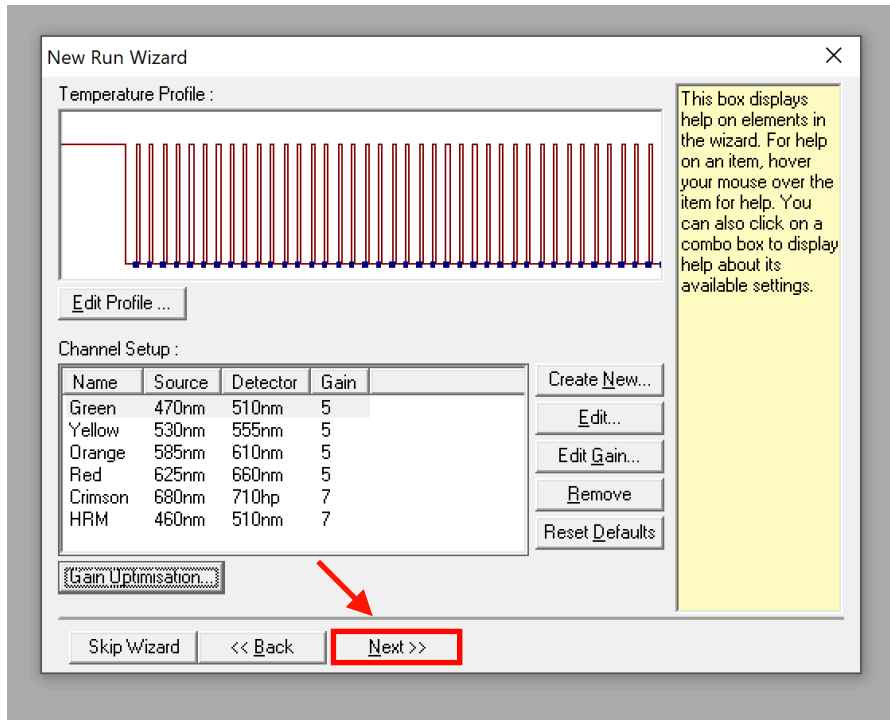 New Run Wizard
Temperature Profile :
Edit Profile ...
Channel Setup :
Name Source Detector Gain
Green 470nm 510nm 5
Yellow 530nm 555nm 5
Orange 585nm 610nm 5
Red 625nm 660nm 5
Crimson 680nm 710hp 7
HRM 460nm 510nm 7
Create New...
Edit...
Edit Gain...
Remove
Reset Defaults
Gain Optimisation...
Skip Wizard
<< Back
Next >>
This box displays
help on elements in
the wizard. For help
on an item, hover
your mouse over the
item for help. You
can also click on a
combo box to display
help about its
available settings.